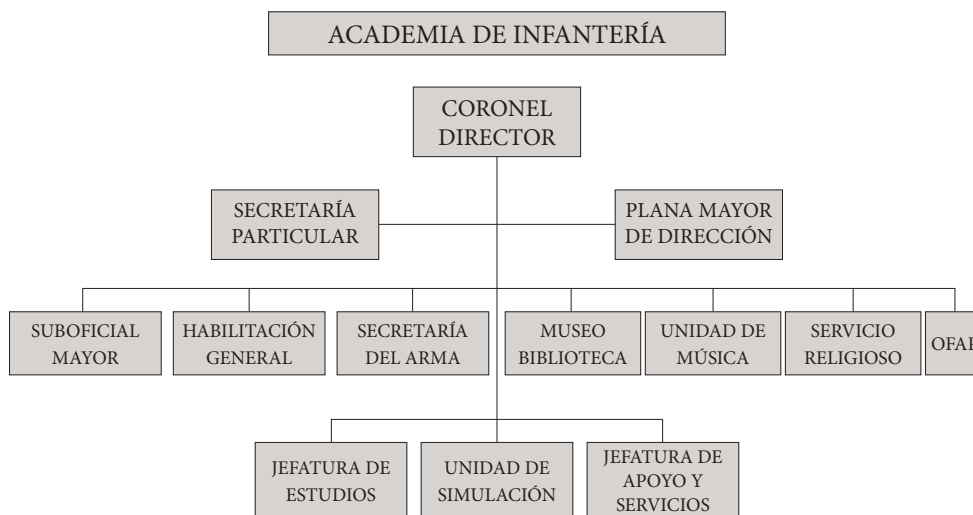 ACADEMIA DE INFANTERÍA
CORONEL
DIRECTOR
SECRETARÍA
PARTICULAR
PLANA MAYOR
DE DIRECCIÓN
SUBOFICIAL
MAYOR
HABILITACIÓN
GENERAL
SECRETARÍA
DEL ARMA
MUSEO
BIBLIOTECA
UNIDAD DE
MÚSICA
SERVICIO
RELIGIOSO
JEFATURA DE
ESTUDIOS
UNIDAD DE
SIMULACIÓN
JEFATURA DE
APOYO Y
SERVICIOS